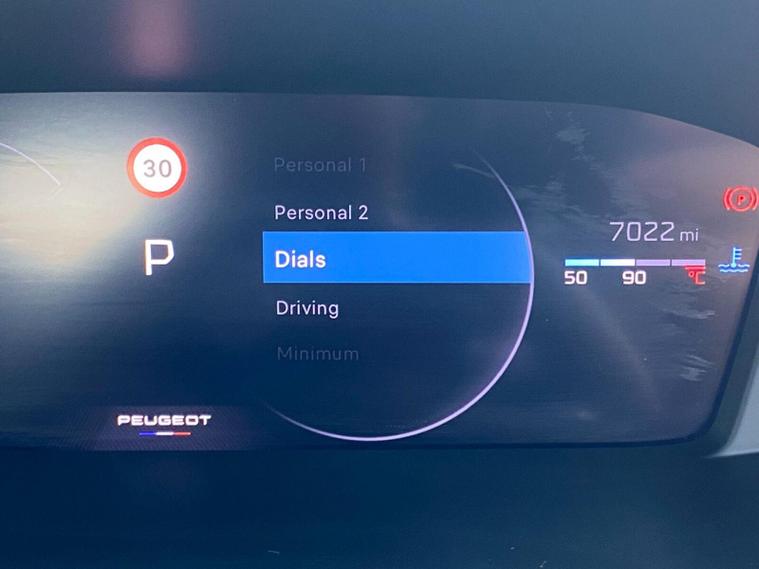 30
P
PEUGEOT
Personal 1
Personal 2
Dials
Driving
Minimum
P
7022 mi
50 90 °C